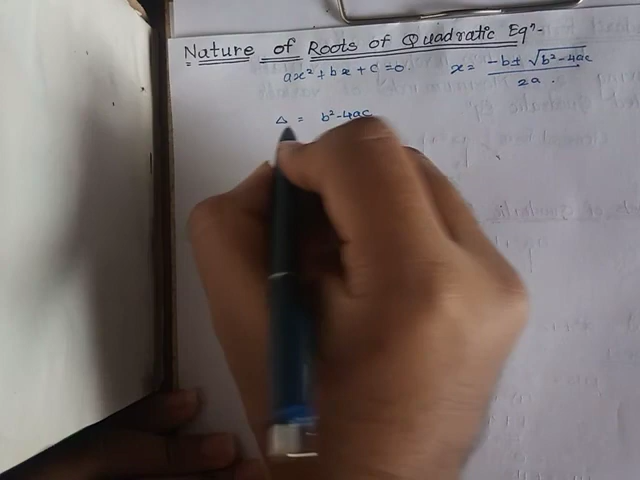 Nature of Roots of Quadratic Eqⁿ-
ax² + bx + c = 0. x = -b ± √b² - 4ac / 2a.
Δ = b² - 4ac